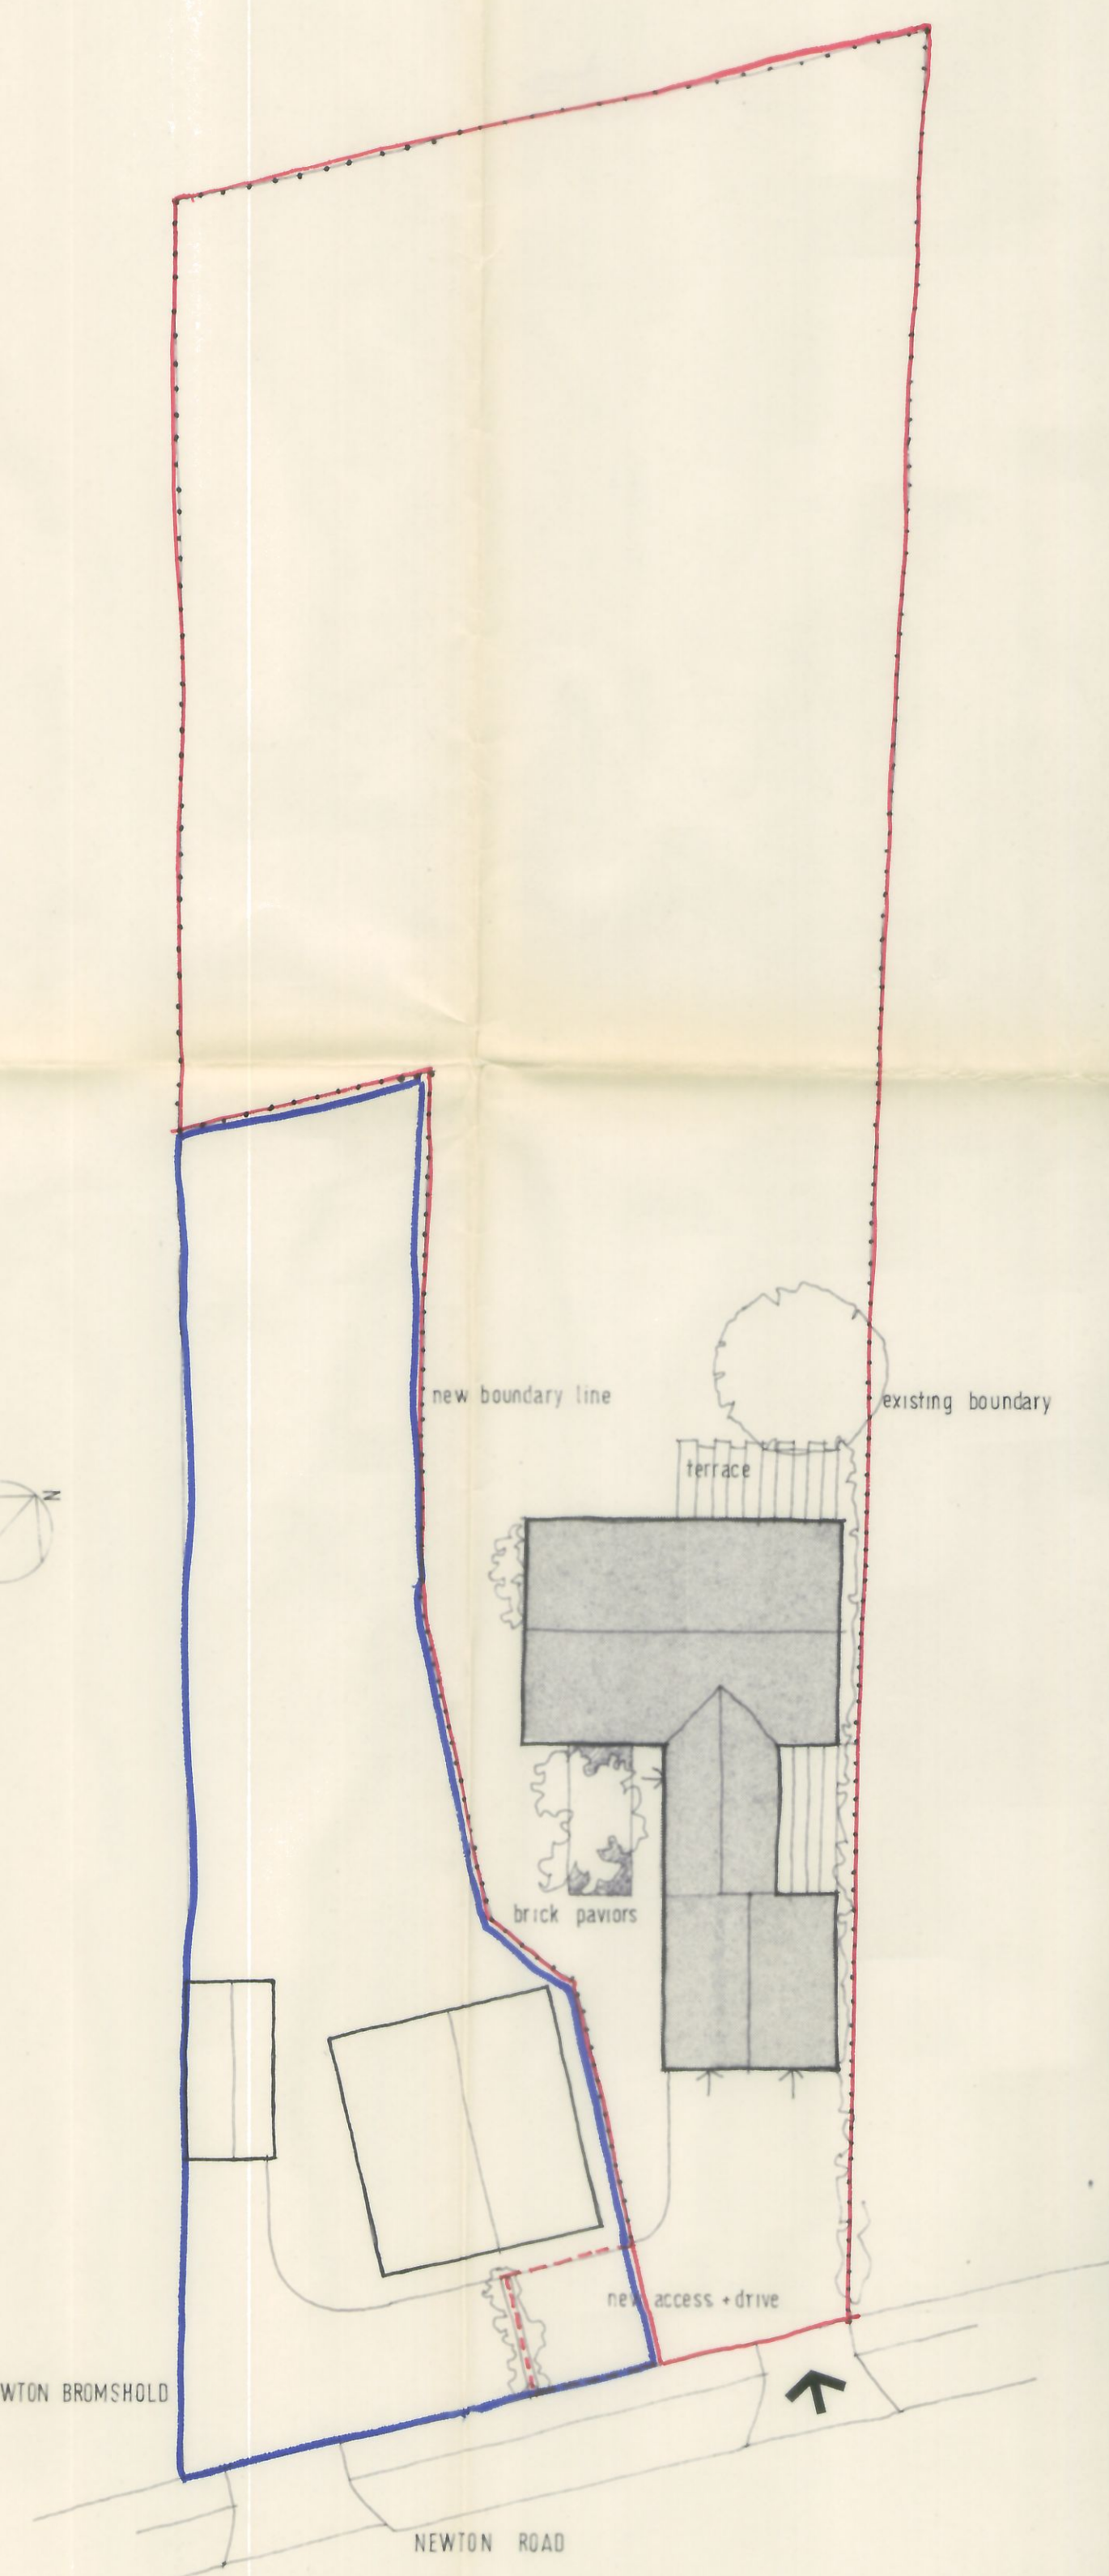 new boundary line
existing boundary
terrace
N
brick paviors
new access + drive
WTON BROMSHOLD
NEWTON ROAD